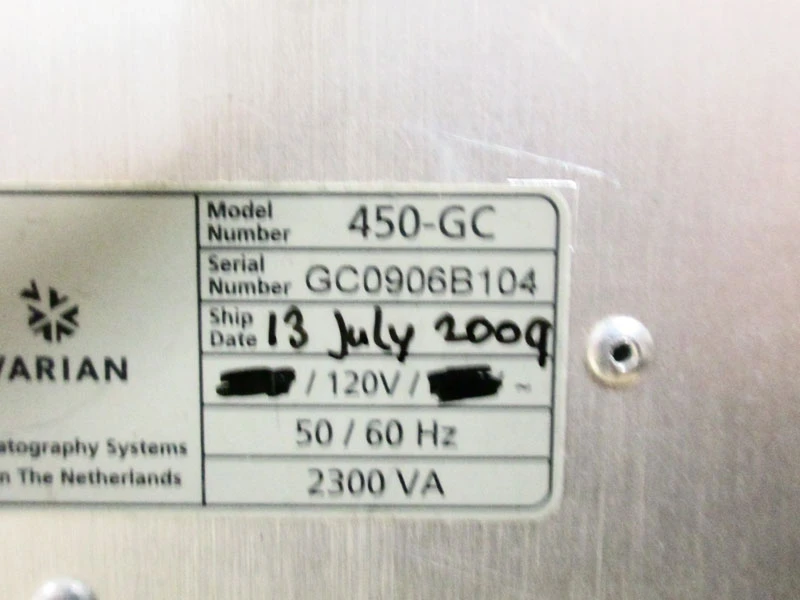 Model Number 450-GC
Serial Number GC0906B104
Ship Date 13 July 2009
/ 120V / ~
50 / 60 Hz
2300 VA
VARIAN
atography Systems
n The Netherlands